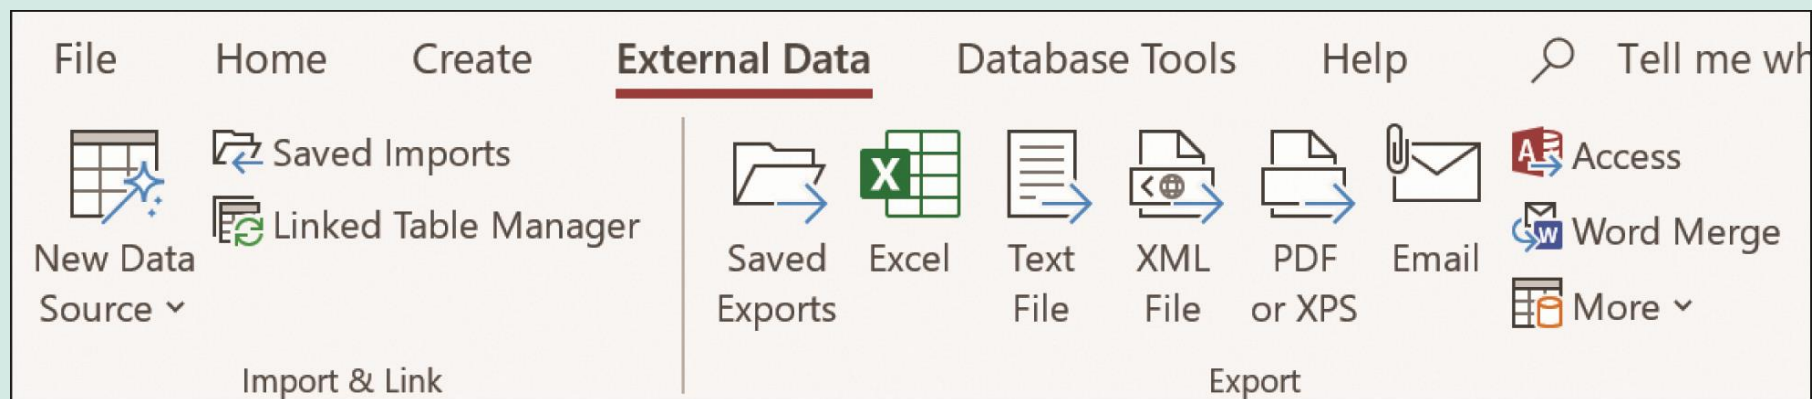 File Home Create External Data Database Tools Help Tell me wh
New Data
Source
Saved Imports
Linked Table Manager
Import & Link
Saved
Exports
Excel
Text
File
XML
File
PDF
or XPS
Email
Access
Word Merge
More
Export